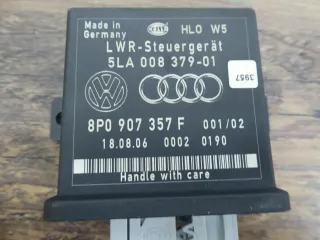 Made in
Germany
HELLA
HLO W5
LWR-Steuergerät
5LA 008 379-01
3957
8P0 907 357 F 001/02
18.08.06 0002 0190
Handle with care